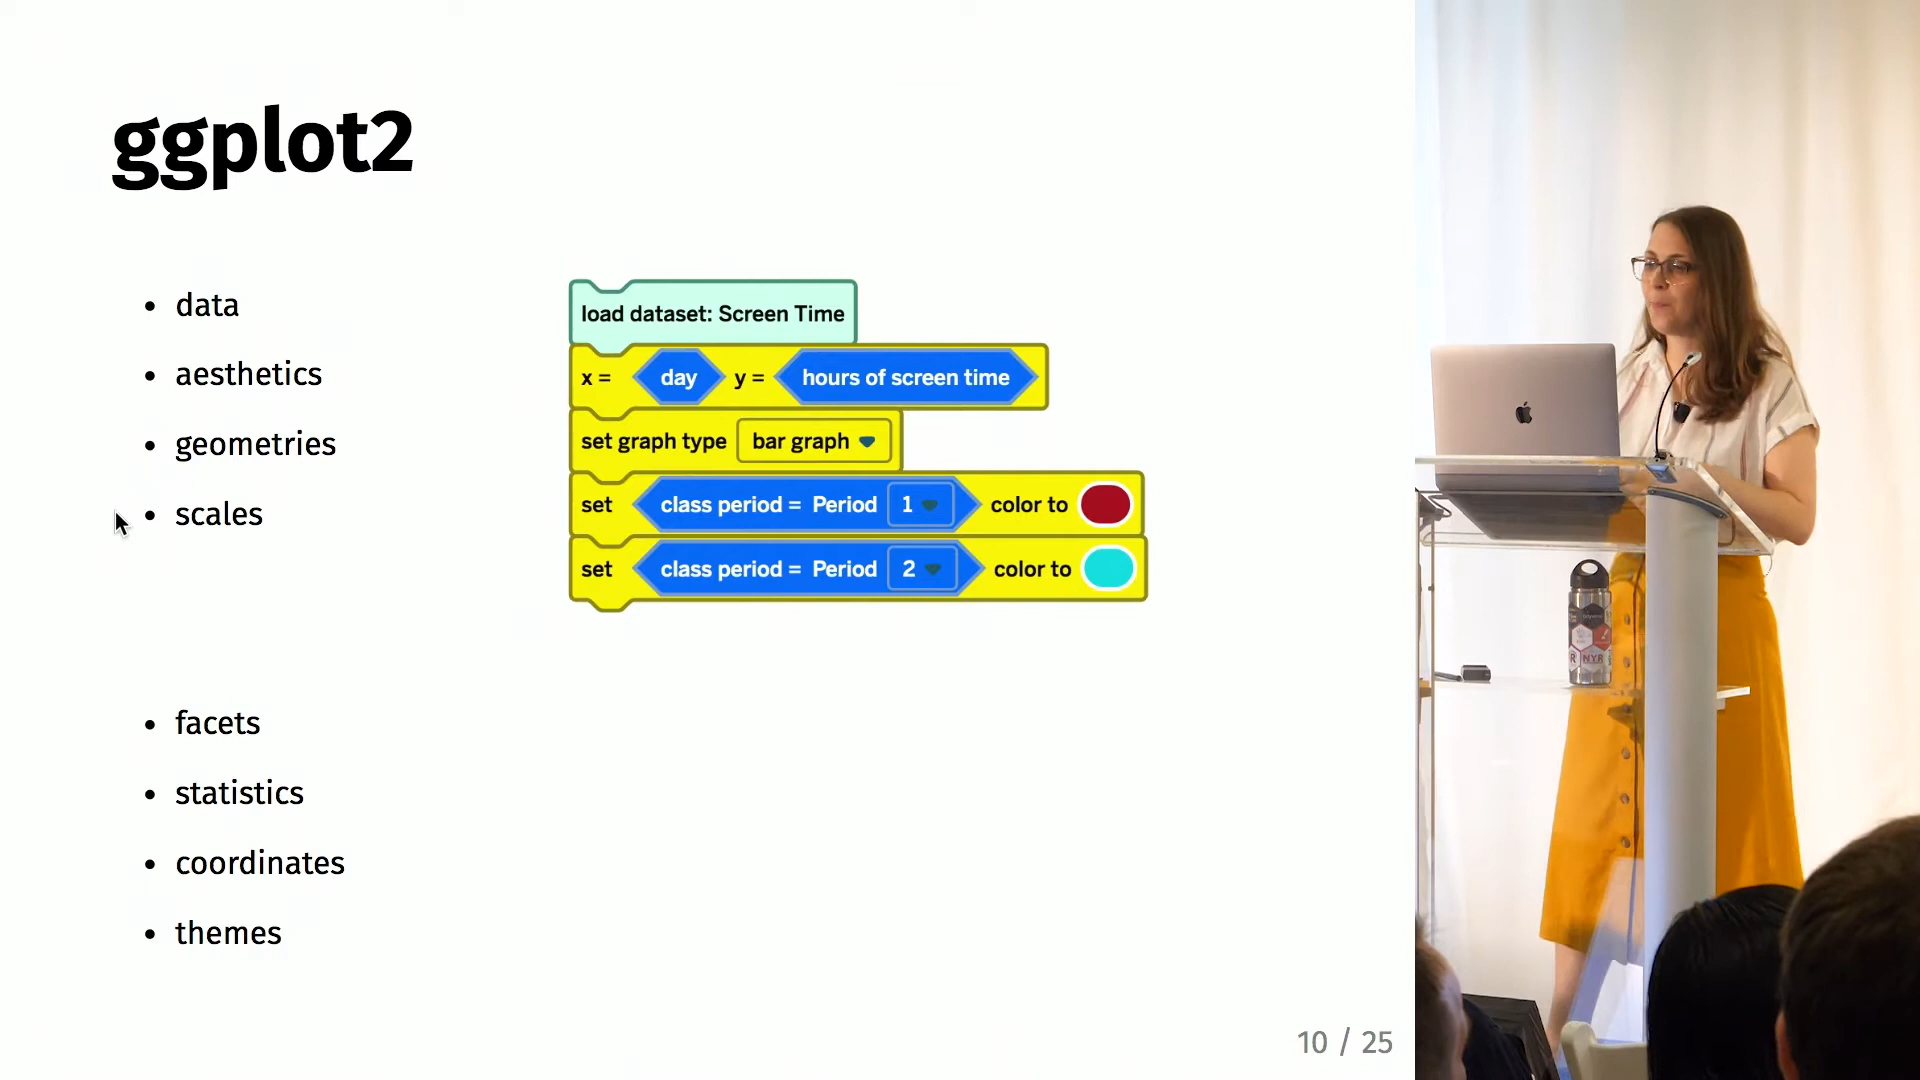 ggplot2
• data
• aesthetics
• geometries
• scales
• facets
• statistics
• coordinates
• themes
load dataset: Screen Time
x = day y = hours of screen time
set graph type bar graph
set class period = Period 1 color to
set class period = Period 2 color to
10 / 25
R NYR